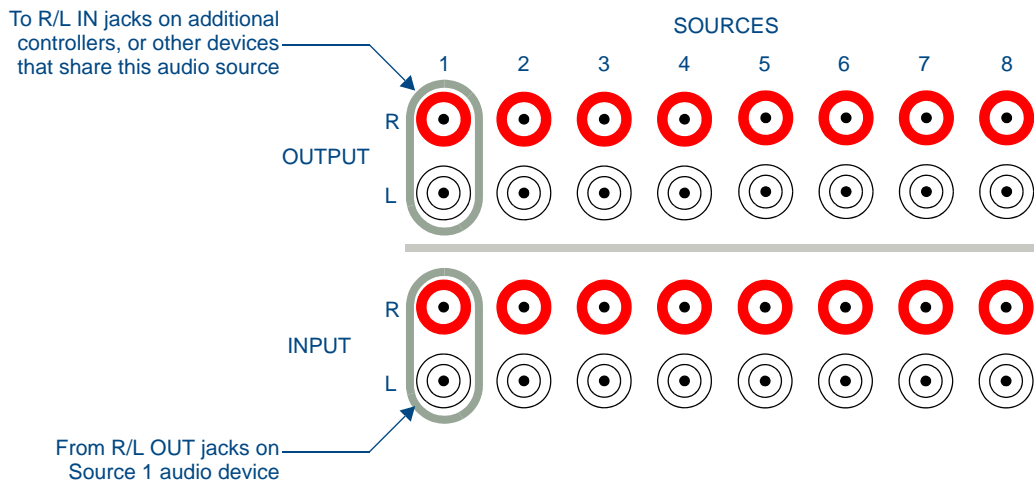 To R/L IN jacks on additional
controllers, or other devices
that share this audio source
SOURCES
1 2 3 4 5 6 7 8
R
OUTPUT
L
R
INPUT
L
From R/L OUT jacks on
Source 1 audio device